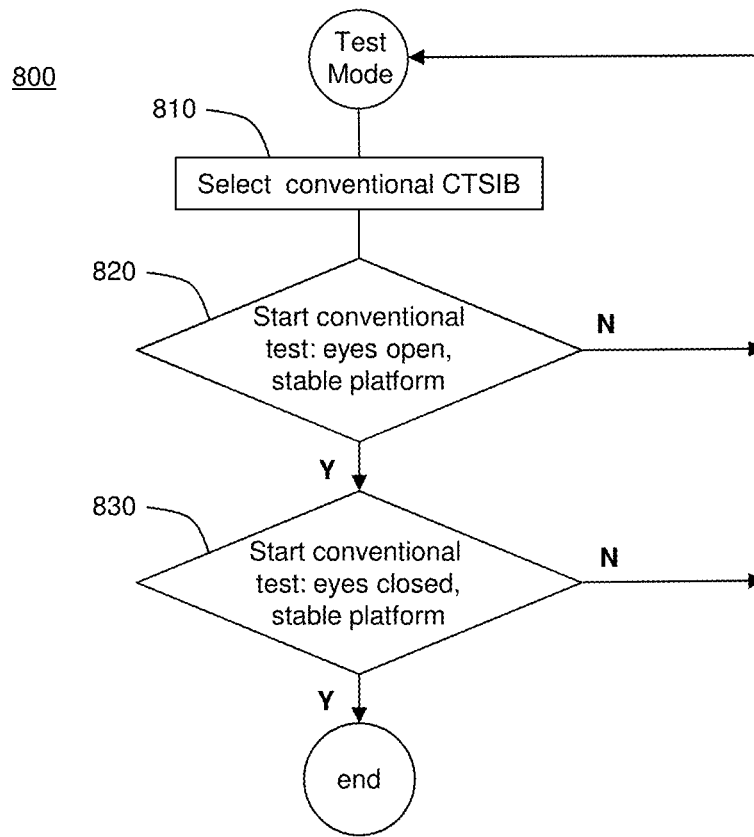 Test
Mode
800
810
Select conventional CTSIB
820
Start conventional
test: eyes open,
stable platform
N
Y
830
Start conventional
test: eyes closed,
stable platform
N
Y
end